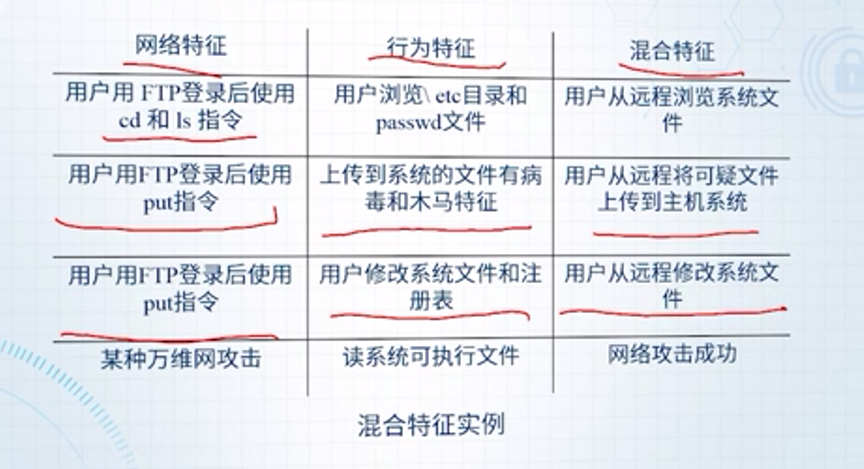 网络特征 行为特征 混合特征
用户用 FTP登录后使用 用户浏览\ etc目录和 用户从远程浏览系统文
cd 和 ls 指令 passwd文件 件
用户用FTP登录后使用 上传到系统的文件有病 用户从远程将可疑文件
put指令 毒和木马特征 上传到主机系统
用户用FTP登录后使用 用户修改系统文件和注 用户从远程修改系统文
put指令 册表 件
某种万维网攻击 读系统可执行文件 网络攻击成功
混合特征实例